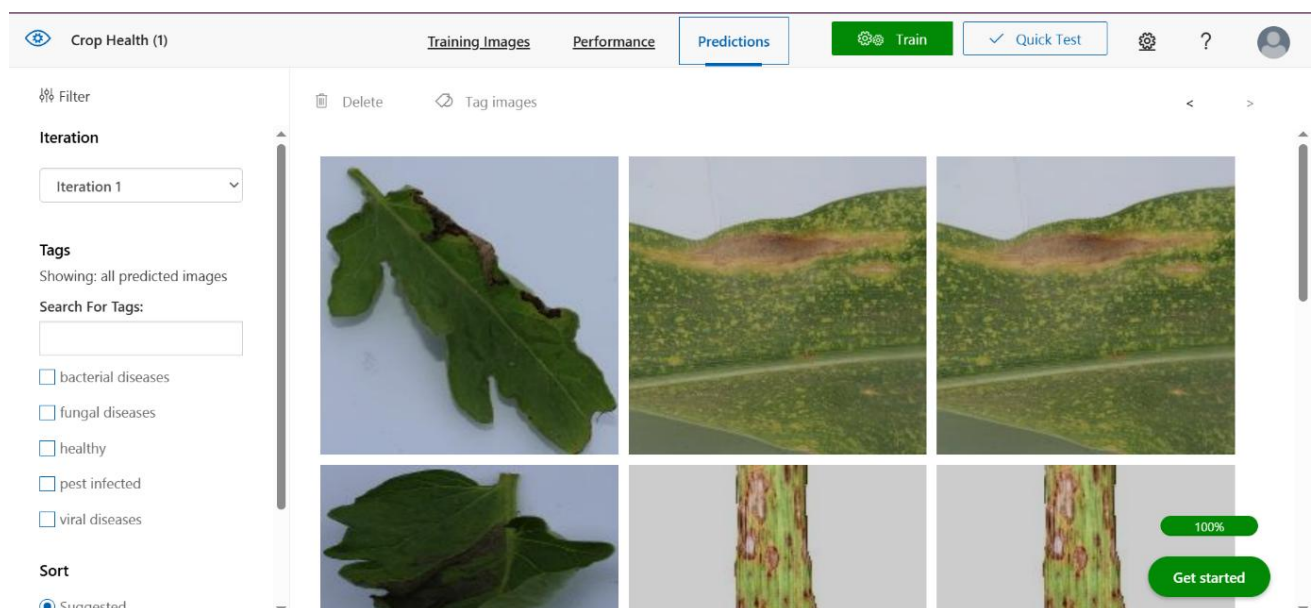 Crop Health (1)
Training Images
Performance
Predictions
Train
Quick Test
?
Filter
Iteration
Iteration 1
Tags
Showing: all predicted images
Search For Tags:
bacterial diseases
fungal diseases
healthy
pest infected
viral diseases
Sort
Suggested
Delete
Tag images
<
>
100%
Get started